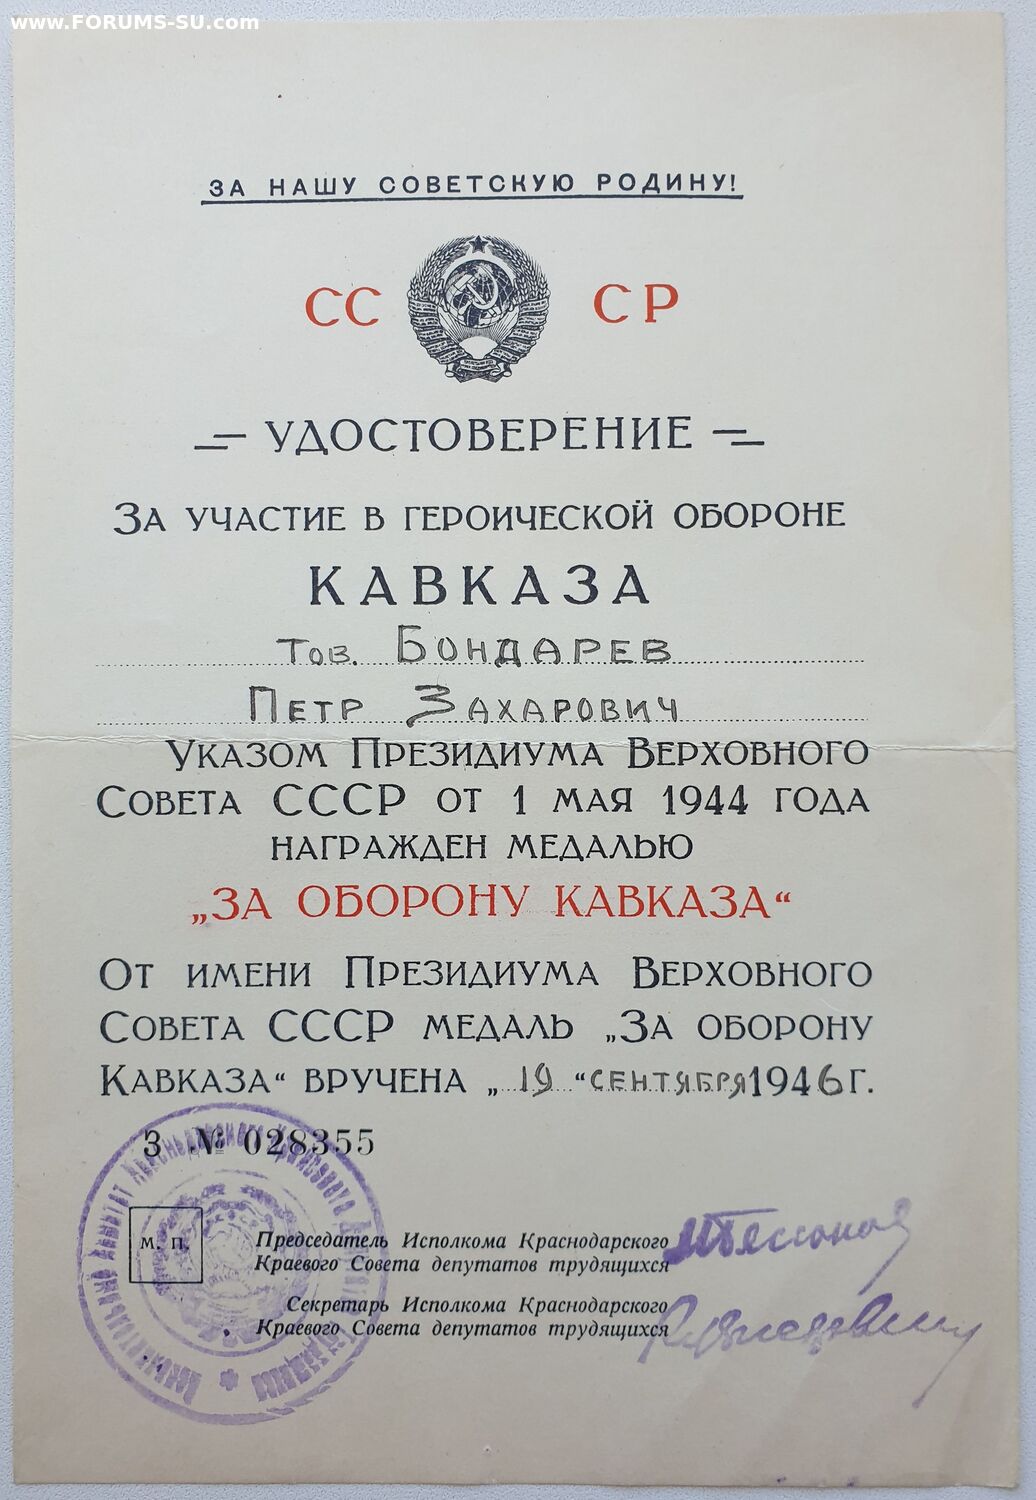 www.FORUMS-SU.com
ЗА НАШУ СОВЕТСКУЮ РОДИНУ!
СС СР
УДОСТОВЕРЕНИЕ
ЗА УЧАСТИЕ В ГЕРОИЧЕСКОЙ ОБОРОНЕ
КАВКАЗА
Тов. БОНДАРЕВ
ПЕТР ЗАХАРОВИЧ
УКАЗОМ ПРЕЗИДИУМА ВЕРХОВНОГО
СОВЕТА СССР ОТ 1 МАЯ 1944 ГОДА
НАГРАЖДЕН МЕДАЛЬЮ
„ЗА ОБОРОНУ КАВКАЗА“
ОТ ИМЕНИ ПРЕЗИДИУМА ВЕРХОВНОГО
СОВЕТА СССР МЕДАЛЬ „ЗА ОБОРОНУ
КАВКАЗА“ ВРУЧЕНА „19“ СЕНТЯБРЯ 1946 Г.
З № 028355
М. П.
Председатель Исполкома Краснодарского
Краевого Совета депутатов трудящихся
Секретарь Исполкома Краснодарского
Краевого Совета депутатов трудящихся